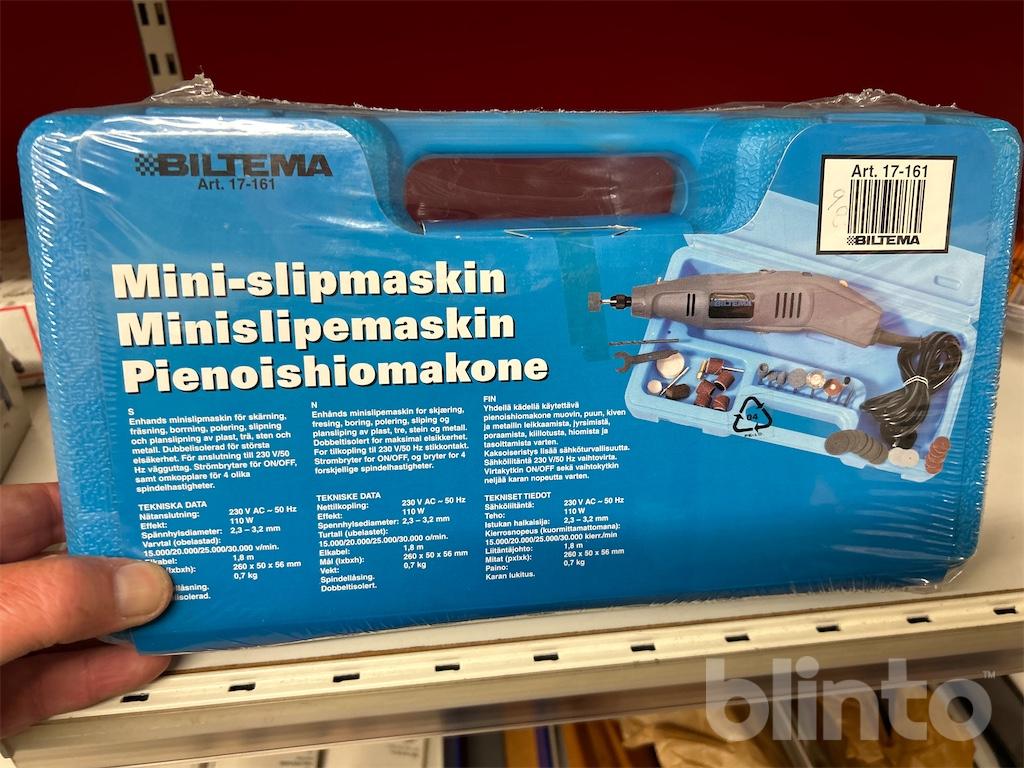 BILTEMA
Art. 17-161
Art. 17-161
BILTEMA
Mini-slipmaskin
Minislipemaskin
Pienoishiomakone
BILTEMA
04
S
Enhands minislipmaskin för skärning,
fräsning, borrning, polering, slipning
och planslipning av plast, trä, sten och
metall. Dubbelisolerad för största
elsäkerhet. För anslutning till 230 V/50
Hz vägguttag. Strömbrytare för ON/OFF,
samt omkopplare för 4 olika
spindelhastigheter.
TEKNISKA DATA
Nätanslutning: 230 V AC ~ 50 Hz
Effekt: 110 W
Spännhylsdiameter: 2,3 – 3,2 mm
Varvtal (obelastad):
15.000/20.000/25.000/30.000 v/min.
Elkabel: 1,8 m
(lxbxh): 260 x 50 x 56 mm
0,7 kg
N
Enhånds minislipemaskin for skjæring,
fresing, boring, polering, sliping og
plansliping av plast, tre, stein og metall.
Dobbeltisolert for maksimal elsikkerhet.
For tilkopling til 230 V/50 Hz stikkontakt.
Strømbryter for ON/OFF, og bryter for 4
forskjellige spindelhastigheter.
TEKNISKE DATA
Nettilkopling: 230 V AC ~ 50 Hz
Effekt: 110 W
Spennhylsediameter: 2,3 – 3,2 mm
Turtall (ubelastet):
15.000/20.000/25.000/30.000 o/min.
Elkabel: 1,8 m
Mål (lxbxh): 260 x 50 x 56 mm
Vekt: 0,7 kg
Spindellåsing.
Dobbeltisolert.
FIN
Yhdellä kädellä käytettävä
pienoishiomakone muovin, puun, kiven
ja metallin leikkaamista, jyrsimistä,
poraamista, kiillotusta, hiomista ja
tasoittamista varten.
Kaksoiseristys lisää sähköturvallisuutta.
Sähköliitäntä 230 V/50 Hz vaihtovirta.
Virtakytkin ON/OFF sekä vaihtokytkin
neljää karan nopeutta varten.
TEKNISET TIEDOT
Sähköliitäntä: 230 V AC ~ 50 Hz
Teho: 110 W
Istukan halkaisija: 2,3 – 3,2 mm
Kierrosnopeus (kuormittamattomana):
15.000/20.000/25.000/30.000 kierr./min
Liitäntäjohto: 1,8 m
Mitat (pxlxk): 260 x 50 x 56 mm
Paino: 0,7 kg
Karan lukitus.
blinto™